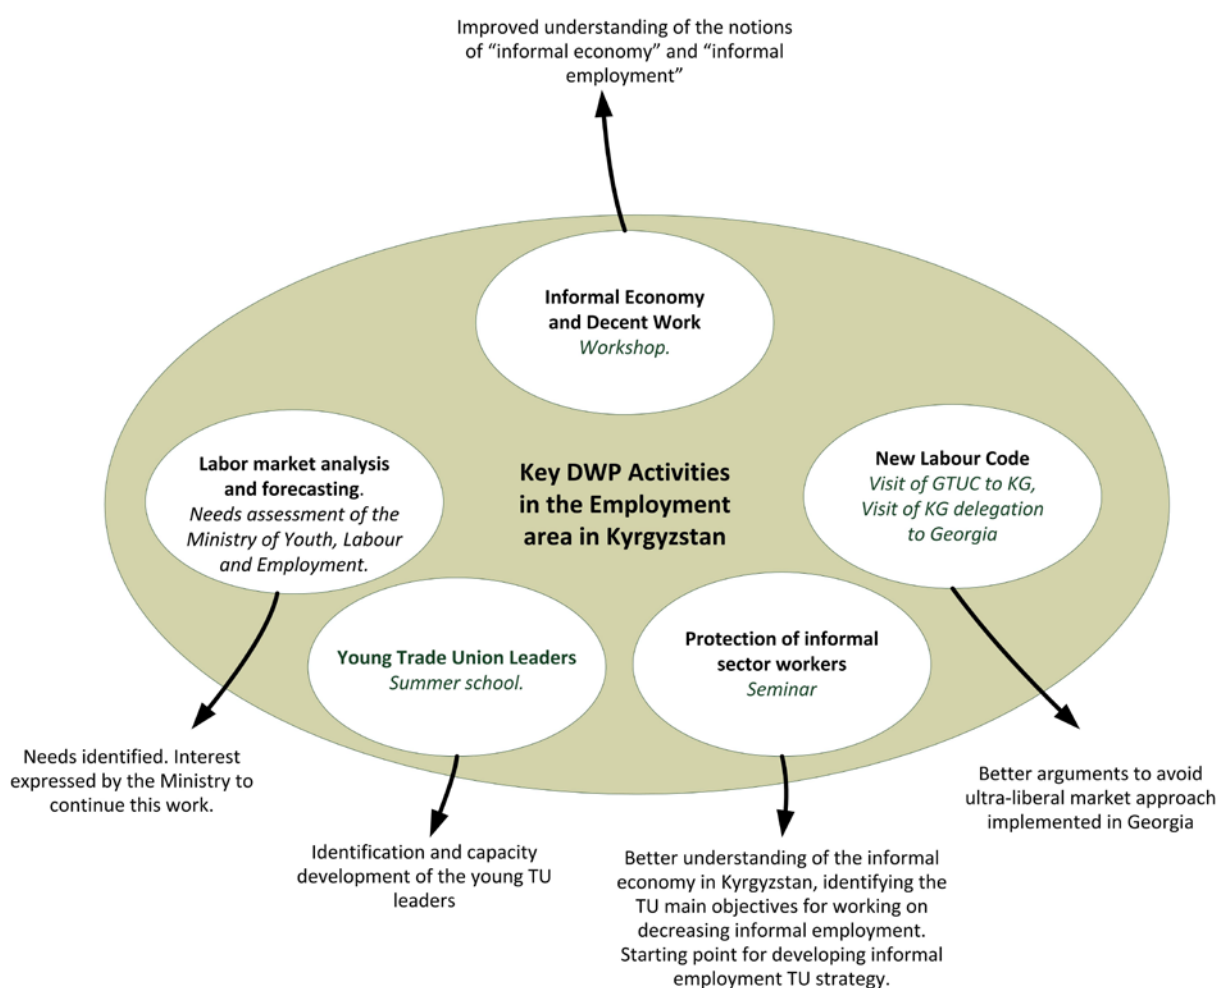 Improved understanding of the notions
of “informal economy” and “informal
employment”
Informal Economy
and Decent Work
Workshop.
Labor market analysis
and forecasting.
Needs assessment of the
Ministry of Youth, Labour
and Employment.
Key DWP Activities
in the Employment
area in Kyrgyzstan
New Labour Code
Visit of GTUC to KG,
Visit of KG delegation
to Georgia
Young Trade Union Leaders
Summer school.
Protection of informal
sector workers
Seminar
Needs identified. Interest
expressed by the Ministry to
continue this work.
Identification and capacity
development of the young TU
leaders
Better understanding of the informal
economy in Kyrgyzstan, identifying the
TU main objectives for working on
decreasing informal employment.
Starting point for developing informal
employment TU strategy.
Better arguments to avoid
ultra-liberal market approach
implemented in Georgia